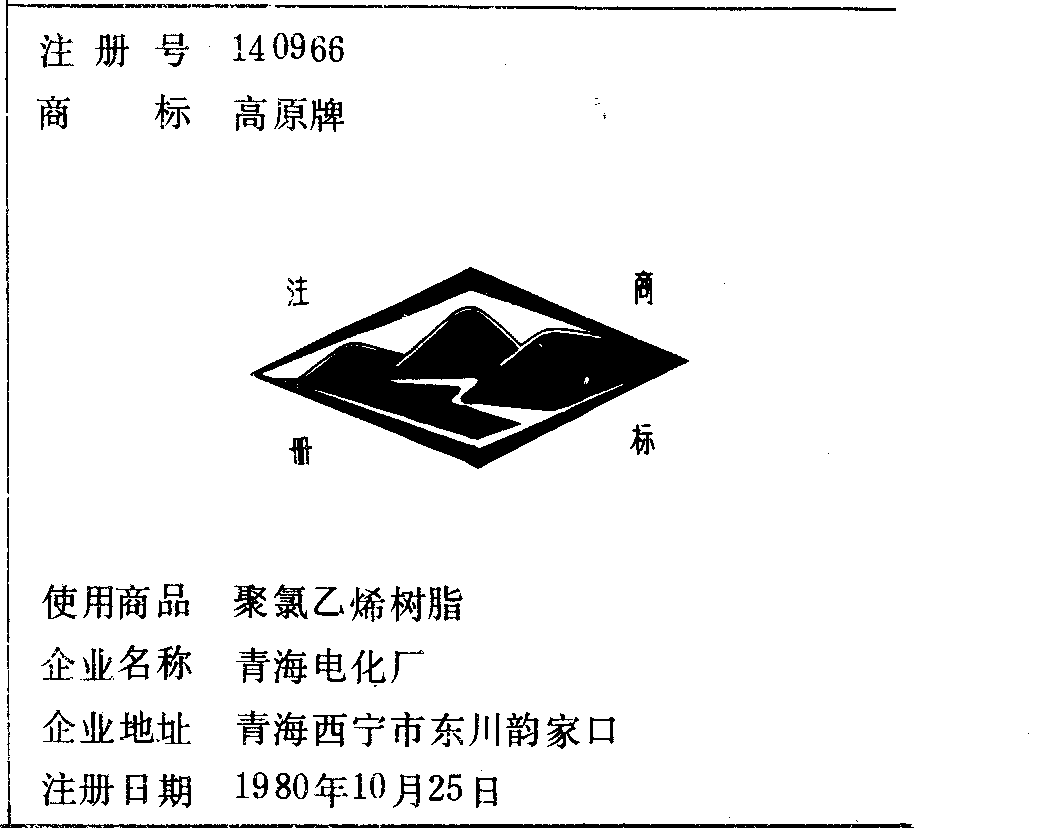 注册号 140966
商标 高原牌
注 商
册 标
使用商品 聚氯乙烯树脂
企业名称 青海电化厂
企业地址 青海西宁市东川韵家口
注册日期 1980年10月25日